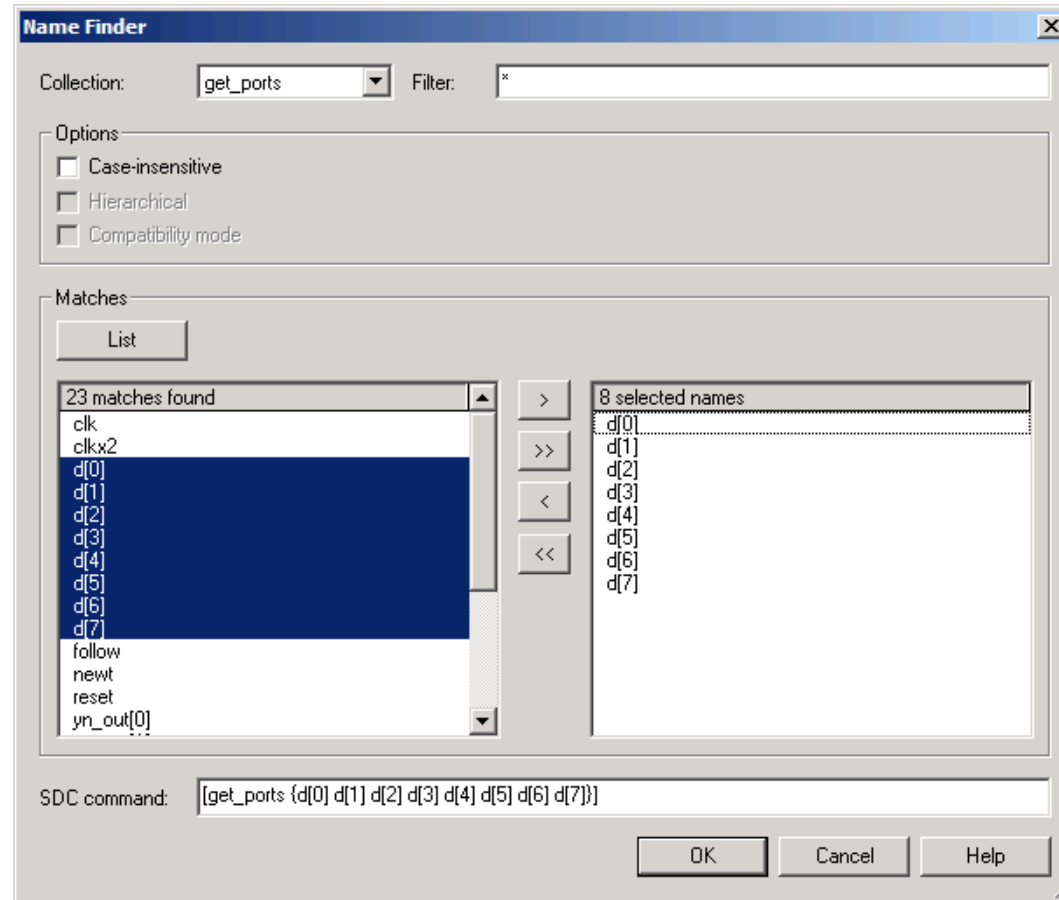 Name Finder
Collection: get_ports Filter: *
Options
Case-insensitive
Hierarchical
Compatibility mode
Matches
List
23 matches found
clk
clkx2
d[0]
d[1]
d[2]
d[3]
d[4]
d[5]
d[6]
d[7]
follow
newt
reset
yn_out[0]
>
>>
<
<<
8 selected names
d[0]
d[1]
d[2]
d[3]
d[4]
d[5]
d[6]
d[7]
SDC command: [get_ports {d[0] d[1] d[2] d[3] d[4] d[5] d[6] d[7]}]
OK Cancel Help